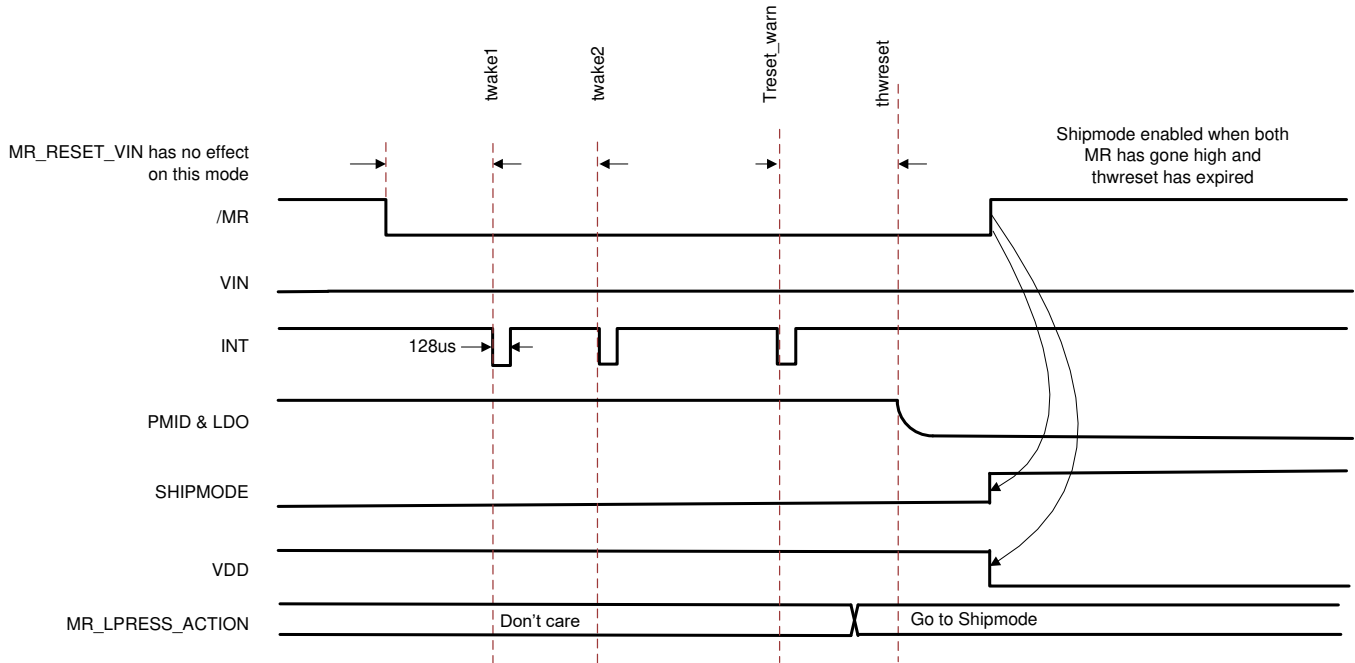 twake1
twake2
Treset_warn
thwreset
MR_RESET_VIN has no effect
on this mode
Shipmode enabled when both
MR has gone high and
thwreset has expired
/MR
VIN
INT
128us
PMID & LDO
SHIPMODE
VDD
MR_LPRESS_ACTION
Don't care
Go to Shipmode